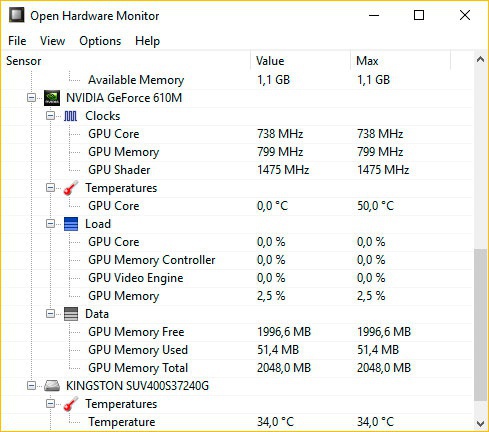 Open Hardware Monitor
File View Options Help
Sensor Value Max
Available Memory 1,1 GB 1,1 GB
NVIDIA GeForce 610M
Clocks
GPU Core 738 MHz 738 MHz
GPU Memory 799 MHz 799 MHz
GPU Shader 1475 MHz 1475 MHz
Temperatures
GPU Core 0,0 °C 50,0 °C
Load
GPU Core 0,0 % 0,0 %
GPU Memory Controller 0,0 % 0,0 %
GPU Video Engine 0,0 % 0,0 %
GPU Memory 2,5 % 2,5 %
Data
GPU Memory Free 1996,6 MB 1996,6 MB
GPU Memory Used 51,4 MB 51,4 MB
GPU Memory Total 2048,0 MB 2048,0 MB
KINGSTON SUV400S37240G
Temperatures
Temperature 34,0 °C 34,0 °C